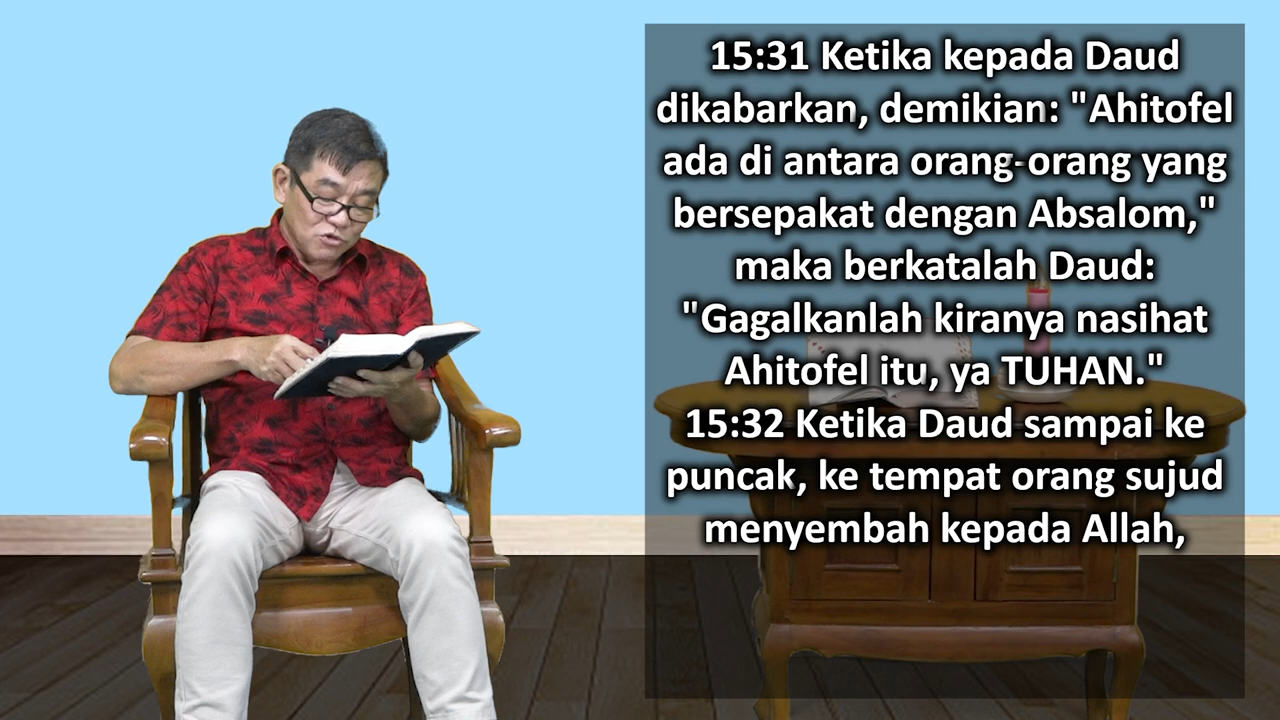 15:31 Ketika kepada Daud
dikabarkan, demikian: "Ahitofel
ada di antara orang-orang yang
bersepakat dengan Absalom,"
maka berkatalah Daud:
"Gagalkanlah kiranya nasihat
Ahitofel itu, ya TUHAN."
15:32 Ketika Daud sampai ke
puncak, ke tempat orang sujud
menyembah kepada Allah,